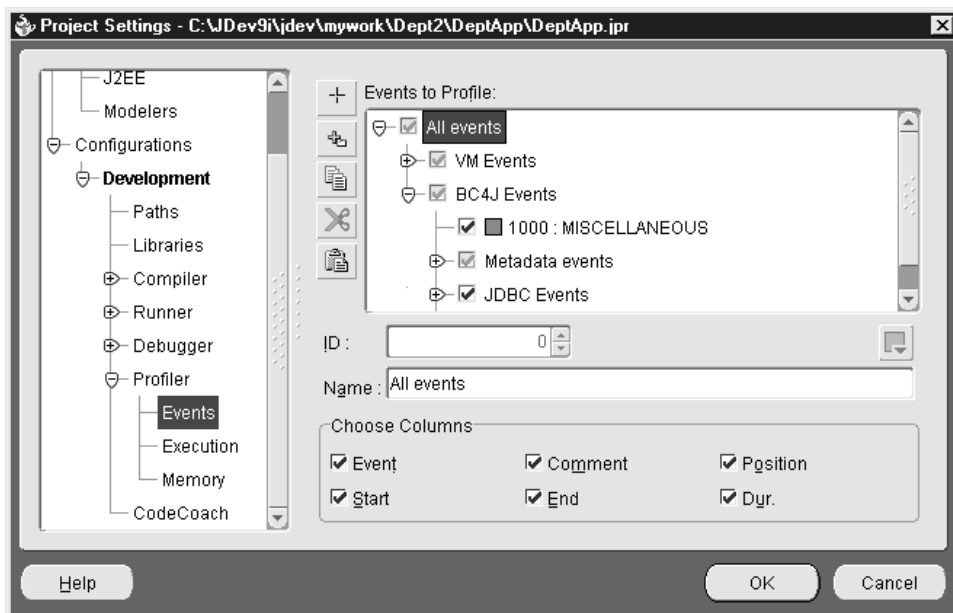 Project Settings - C:\JDev9i\jdev\mywork\Dept2\DeptApp\DeptApp.jpr
J2EE
Modelers
Configurations
Development
Paths
Libraries
Compiler
Runner
Debugger
Profiler
Events
Execution
Memory
CodeCoach
Events to Profile:
All events
VM Events
BC4J Events
1000 : MISCELLANEOUS
Metadata events
JDBC Events
ID :
0
Name : All events
Choose Columns
Event Comment Position
Start End Dur.
Help OK Cancel